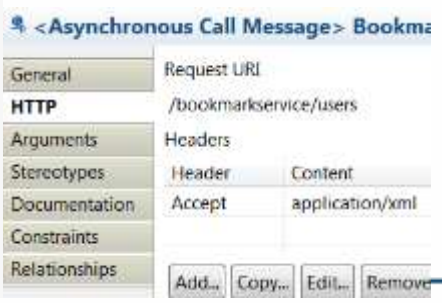 <Asynchronous Call Message> Bookma
General
HTTP
Arguments
Stereotypes
Documentation
Constraints
Relationships
Request URI
/bookmarkservice/users
Headers
Header Content
Accept application/xml
Add... Copy... Edit... Remove